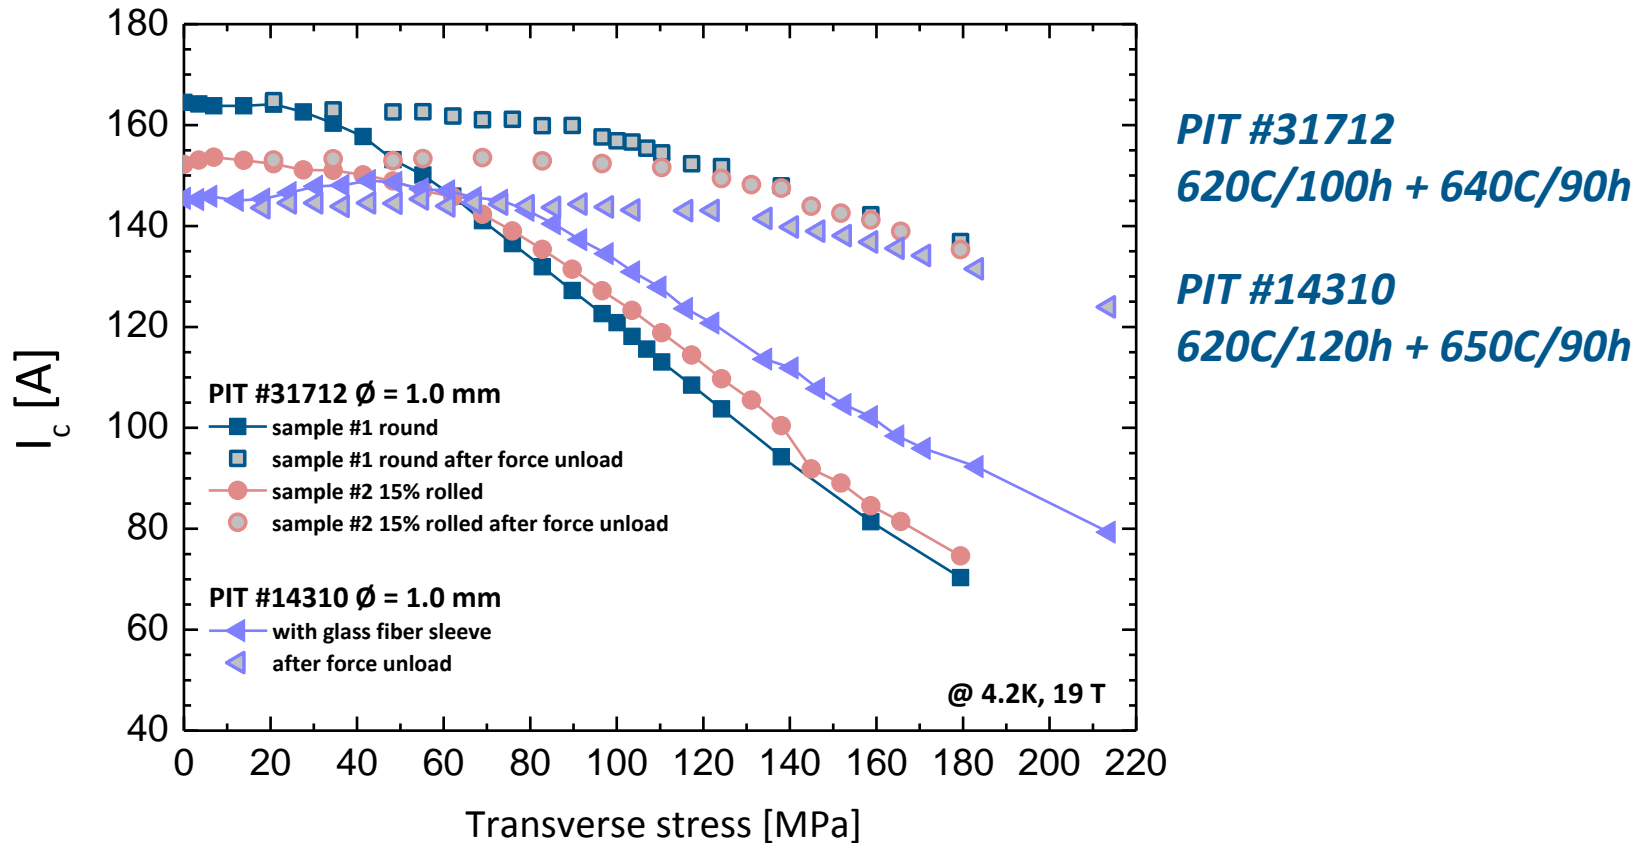 180
160
140
120
100
80
60
40
I_c [A]
0 20 40 60 80 100 120 140 160 180 200 220
Transverse stress [MPa]
PIT #31712 Ø = 1.0 mm
sample #1 round
sample #1 round after force unload
sample #2 15% rolled
sample #2 15% rolled after force unload
PIT #14310 Ø = 1.0 mm
with glass fiber sleeve
after force unload
@ 4.2K, 19 T
PIT #31712
620C/100h + 640C/90h
PIT #14310
620C/120h + 650C/90h